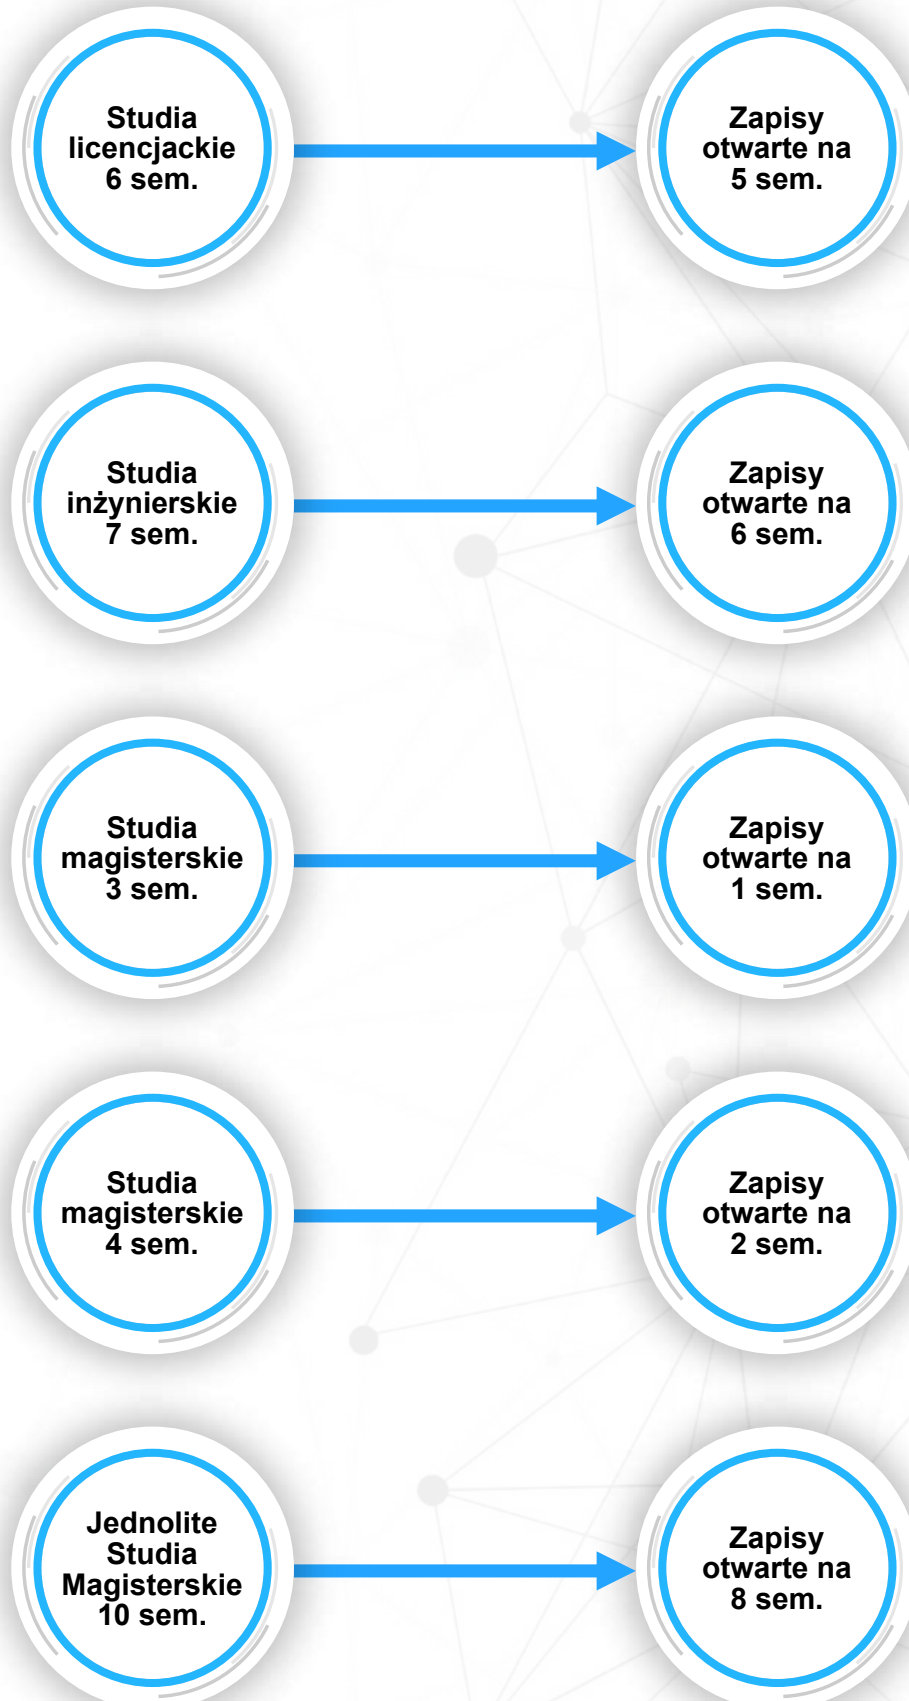 Studia
licencjackie
6 sem.
Zapisy
otwarte na
5 sem.
Studia
inżynierskie
7 sem.
Zapisy
otwarte na
6 sem.
Studia
magisterskie
3 sem.
Zapisy
otwarte na
1 sem.
Studia
magisterskie
4 sem.
Zapisy
otwarte na
2 sem.
Jednolite
Studia
Magisterskie
10 sem.
Zapisy
otwarte na
8 sem.